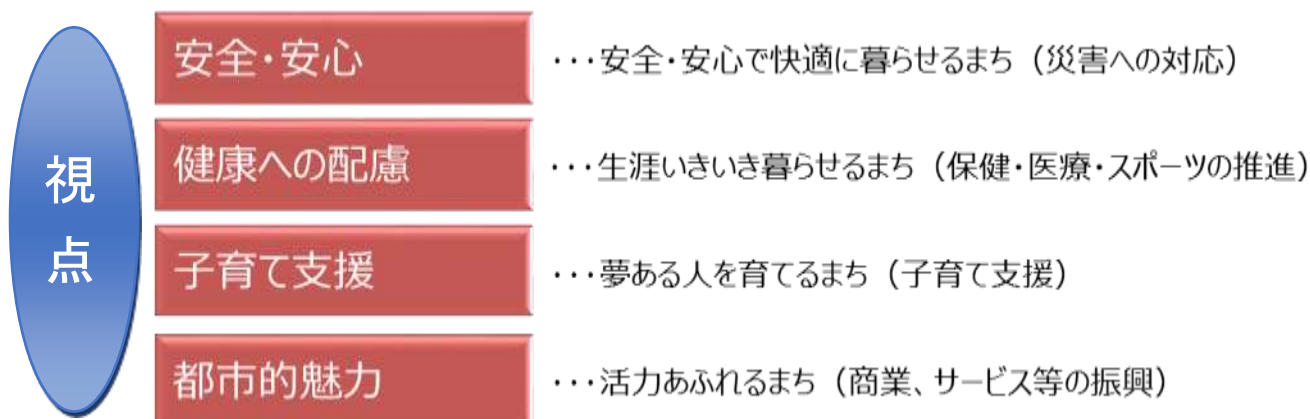 視点
安全・安心
・・・安全・安心で快適に暮らせるまち（災害への対応）
健康への配慮
・・・生涯いきいき暮らせるまち（保健・医療・スポーツの推進）
子育て支援
・・・夢ある人を育てるまち（子育て支援）
都市的魅力
・・・活力あふれるまち（商業、サービス等の振興）